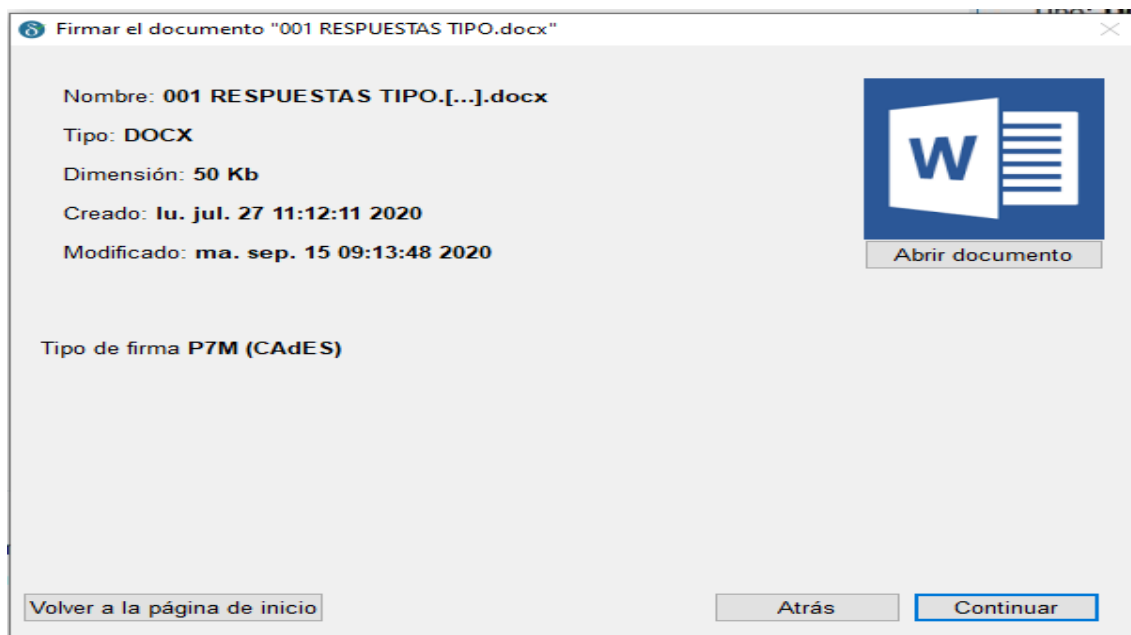 Firmar el documento "001 RESPUESTAS TIPO.docx"
Nombre: 001 RESPUESTAS TIPO.[...].docx
Tipo: DOCX
Dimensión: 50 Kb
Creado: lu. jul. 27 11:12:11 2020
Modificado: ma. sep. 15 09:13:48 2020
W
Abrir documento
Tipo de firma P7M (CAdES)
Volver a la página de inicio
Atrás
Continuar